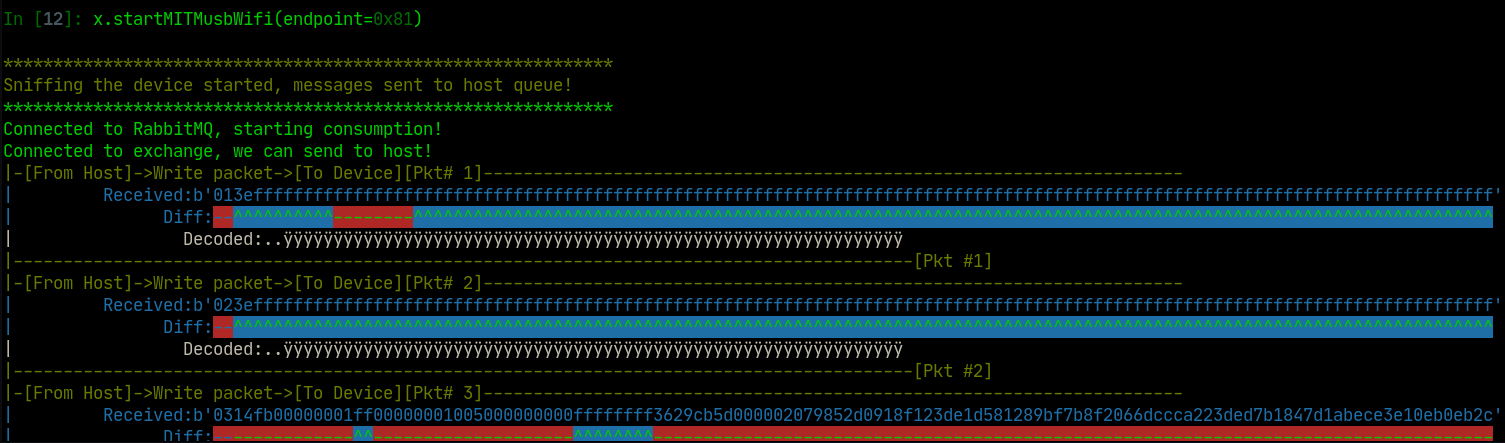 In [12]: x.startMITMusbWifi(endpoint=0x81)
*************************************************************
Sniffing the device started, messages sent to host queue!
*************************************************************
Connected to RabbitMQ, starting consumption!
Connected to exchange, we can send to host!
|-[From Host]->Write packet->[To Device][Pkt# 1]----------------------------------------------------------------------
| Received:b'013effffffffffffffffffffffffffffffffffffffffffffffffffffffffffffffffffffffffffffffffffffffffffffffffffffffffffffffffffffffffffff'
| Diff:--^^^^^^^^^^--------^^^^^^^^^^^^^^^^^^^^^^^^^^^^^^^^^^^^^^^^^^^^^^^^^^^^^^^^^^^^^^^^^^^^^^^^^^^^^^^^^^^^^^^^^^^^^^^^^^^^^^^^^^^^
| Decoded:..ÿÿÿÿÿÿÿÿÿÿÿÿÿÿÿÿÿÿÿÿÿÿÿÿÿÿÿÿÿÿÿÿÿÿÿÿÿÿÿÿÿÿÿÿÿÿÿÿÿÿÿÿÿÿÿÿÿÿÿÿÿÿ
|------------------------------------------------------------------------------------------[Pkt #1]
|-[From Host]->Write packet->[To Device][Pkt# 2]----------------------------------------------------------------------
| Received:b'023effffffffffffffffffffffffffffffffffffffffffffffffffffffffffffffffffffffffffffffffffffffffffffffffffffffffffffffffffffffffffff'
| Diff:--^^^^^^^^^^^^^^^^^^^^^^^^^^^^^^^^^^^^^^^^^^^^^^^^^^^^^^^^^^^^^^^^^^^^^^^^^^^^^^^^^^^^^^^^^^^^^^^^^^^^^^^^^^^^^^^^^^^^^^^^^^^^^^
| Decoded:..ÿÿÿÿÿÿÿÿÿÿÿÿÿÿÿÿÿÿÿÿÿÿÿÿÿÿÿÿÿÿÿÿÿÿÿÿÿÿÿÿÿÿÿÿÿÿÿÿÿÿÿÿÿÿÿÿÿÿÿÿÿÿ
|------------------------------------------------------------------------------------------[Pkt #2]
|-[From Host]->Write packet->[To Device][Pkt# 3]----------------------------------------------------------------------
| Received:b'0314fb00000001ff00000001005000000000ffffffff3629cb5d000002079852d0918f123de1d581289bf7b8f2066dccca223ded7b1847d1abece3e10eb0eb2c'
| Diff:--------------^^--------------------^^^^^^^^------------------------------------------------------------------------------------